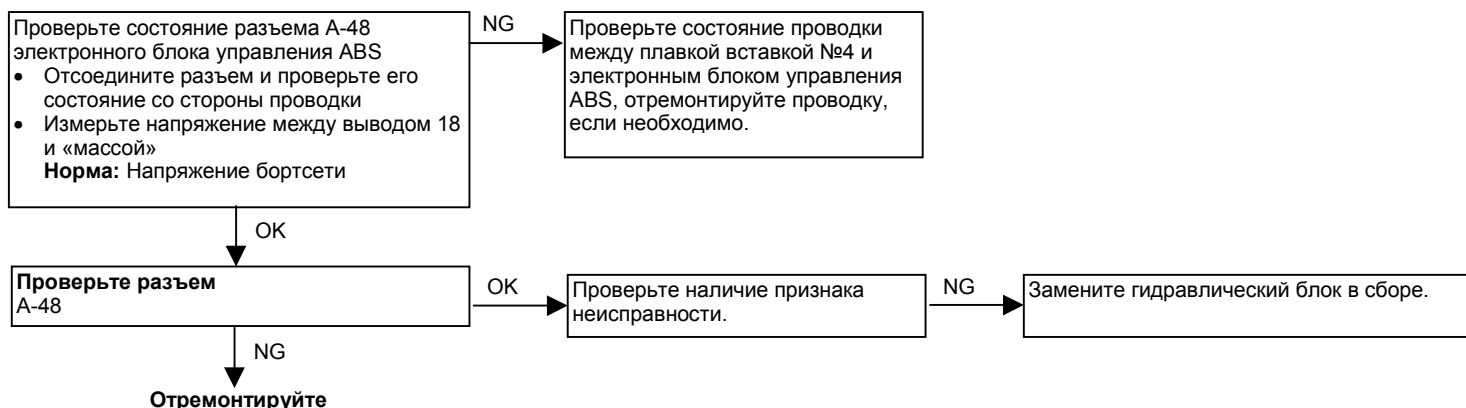 Проверьте состояние разъема А-48
электронного блока управления ABS
• Отсоедините разъем и проверьте его
состояние со стороны проводки
• Измерьте напряжение между выводом 18
и «массой»
Норма: Напряжение бортсети
NG
Проверьте состояние проводки
между плавкой вставкой №4 и
электронным блоком управления
ABS, отремонтируйте проводку,
если необходимо.
OK
Проверьте разъем
А-48
OK
Проверьте наличие признака
неисправности.
NG
Замените гидравлический блок в сборе.
NG
Отремонтируйте